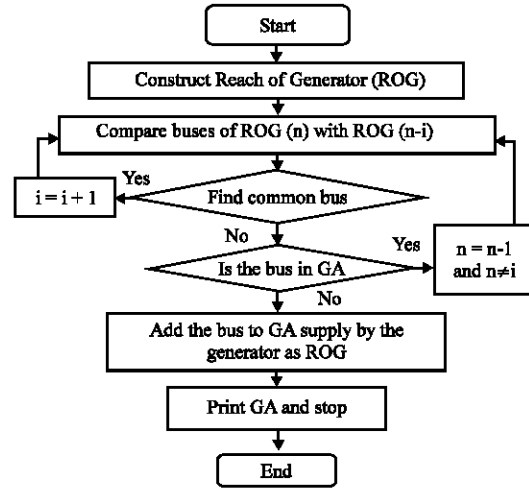 Start
Construct Reach of Generator (ROG)
Compare buses of ROG (n) with ROG (n-i)
Yes
i = i + 1
Find common bus
No
Yes
Is the bus in GA
n = n-1
and n≠i
No
Add the bus to GA supply by the
generator as ROG
Print GA and stop
End